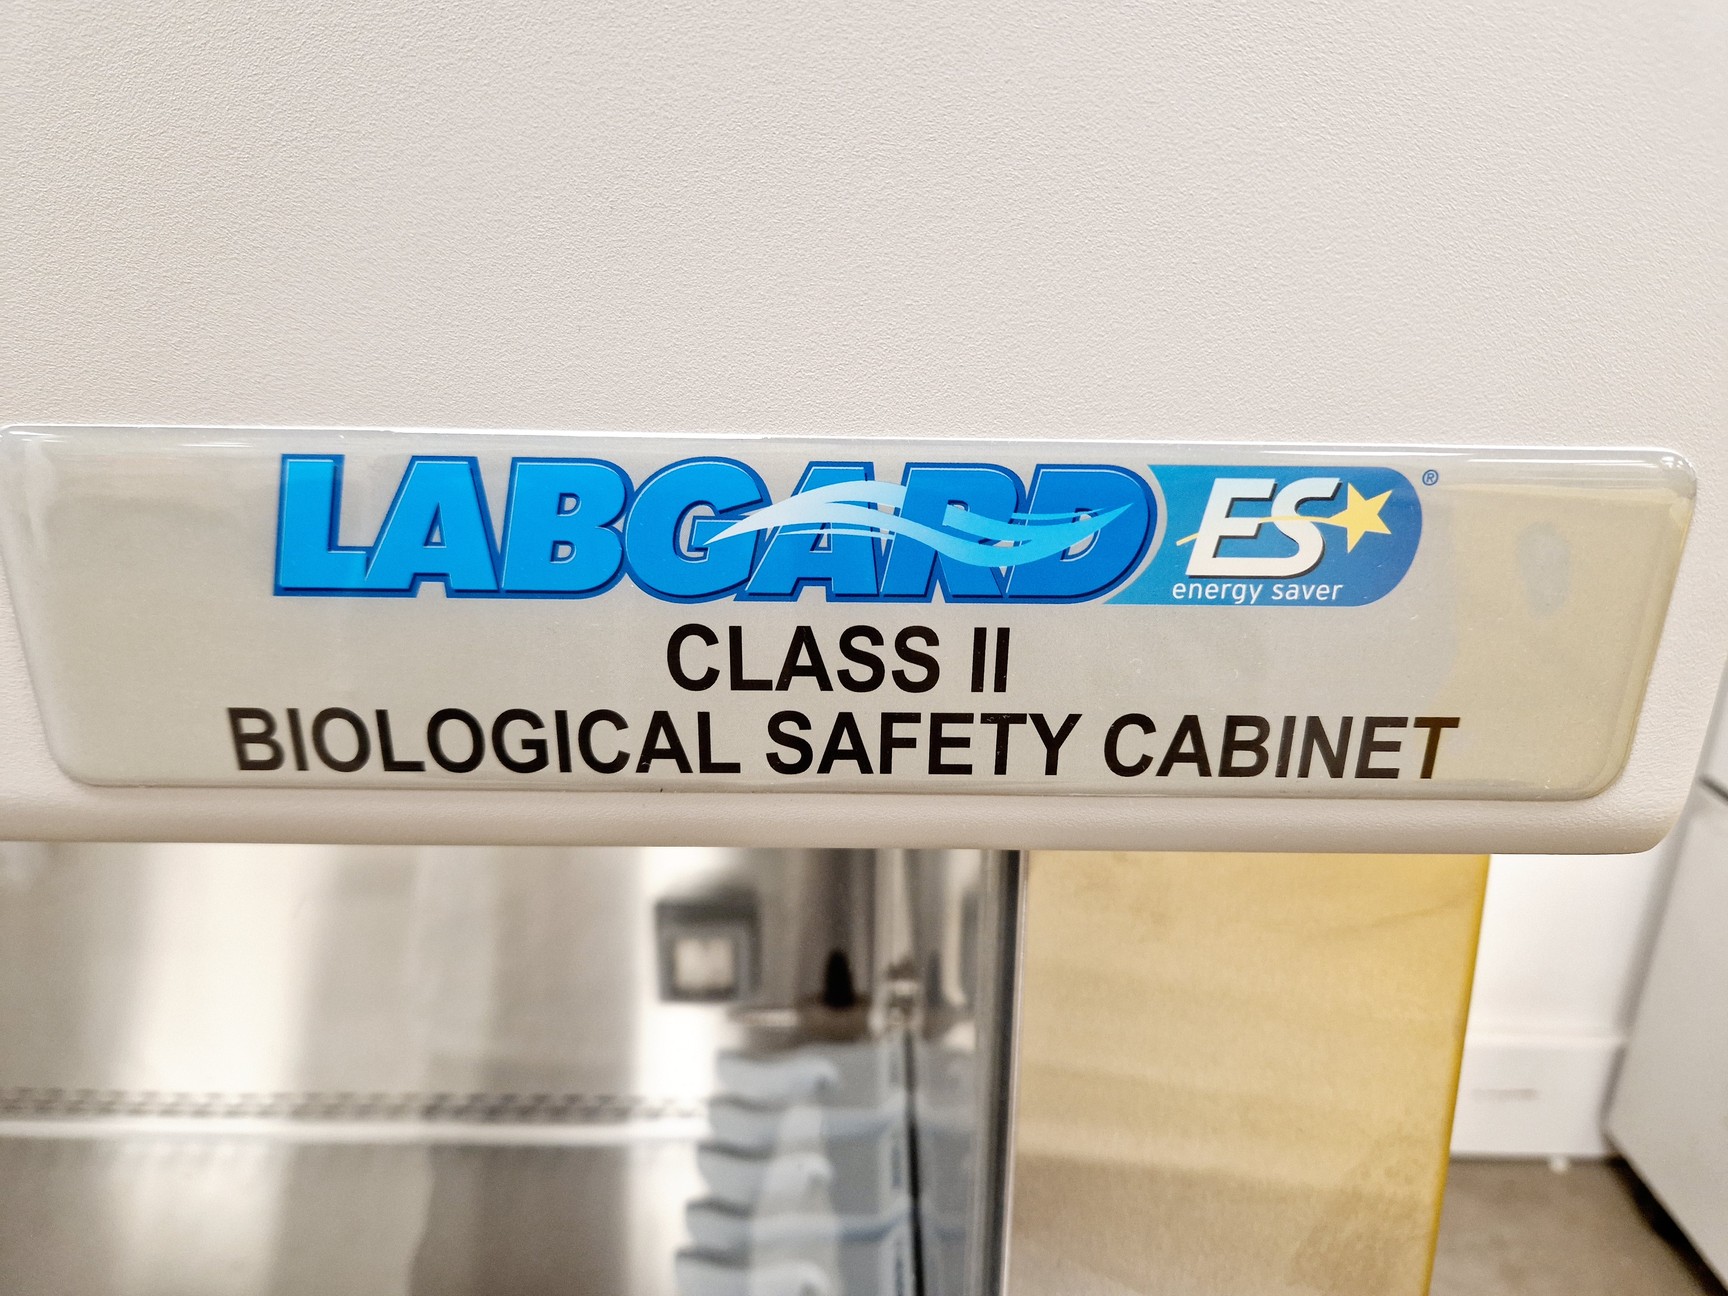 LABGARD ES ®
energy saver
CLASS II
BIOLOGICAL SAFETY CABINET